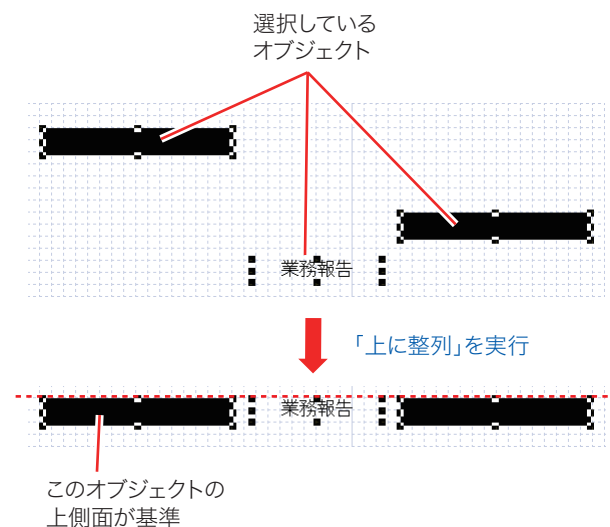 選択している
オブジェクト
業務報告
「上に整列」を実行
業務報告
このオブジェクトの
上側面が基準